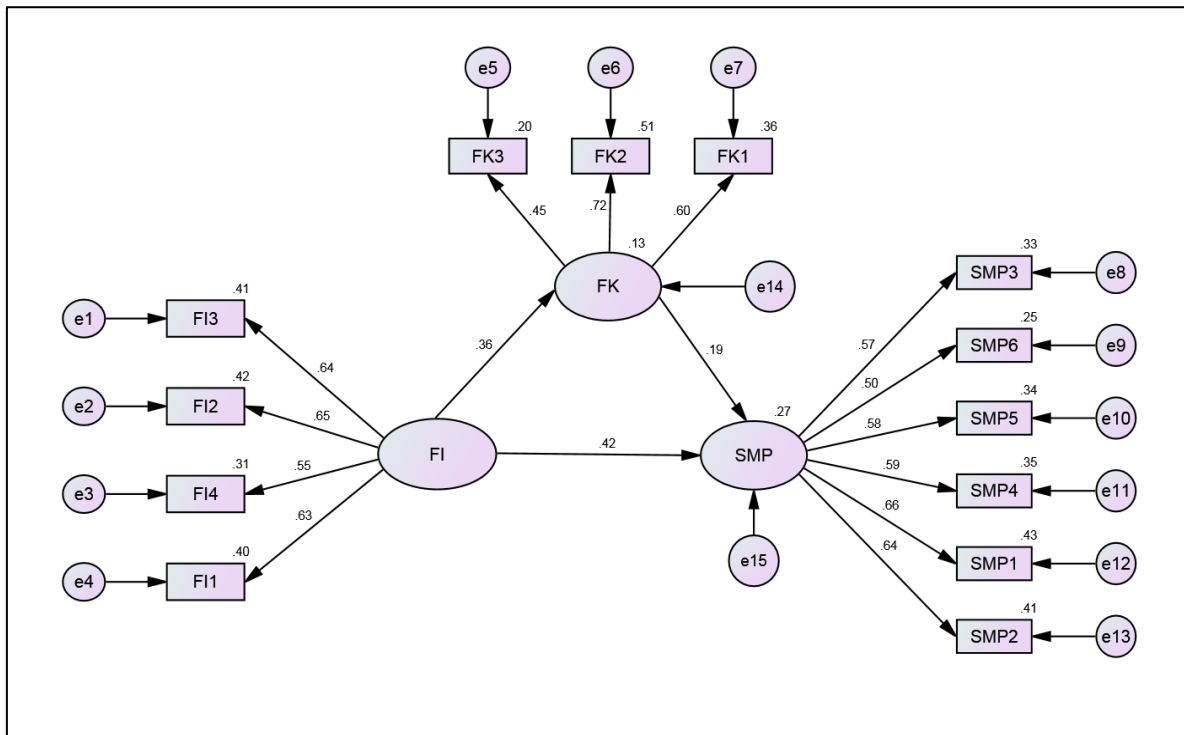 e5
e6
e7
.20
.51
.36
FK3
FK2
FK1
.45
.72
.60
.13
FK
e14
.33
SMP3
e8
.41
e1
FI3
.25
SMP6
e9
.36
.19
.57
.64
.50
.42
e2
FI2
.34
SMP5
e10
.65
.27
.58
FI
.42
SMP
.31
e3
FI4
.55
.59
.35
SMP4
e11
.63
.66
.64
.40
e4
FI1
e15
.43
SMP1
e12
.41
SMP2
e13